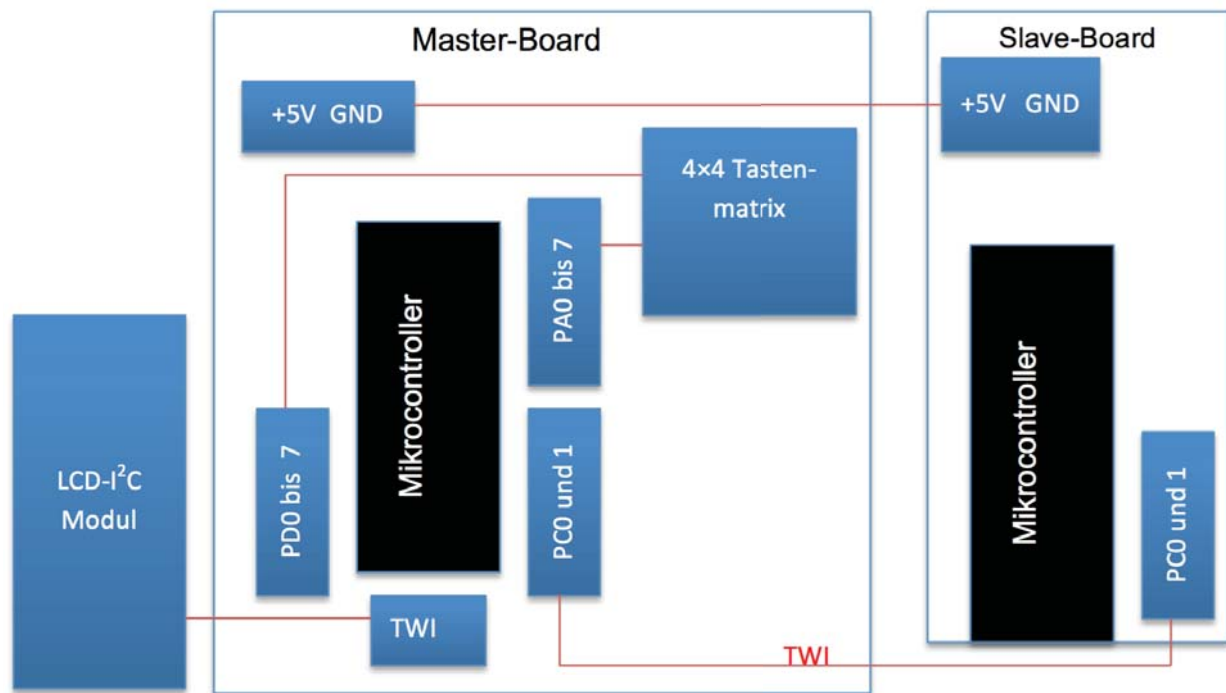 Master-Board
Slave-Board
+5V GND
+5V GND
4×4 Tasten-
matrix
PA0 bis 7
Mikrocontroller
Mikrocontroller
LCD-I²C
Modul
PD0 bis 7
PC0 und 1
PC0 und 1
TWI
TWI